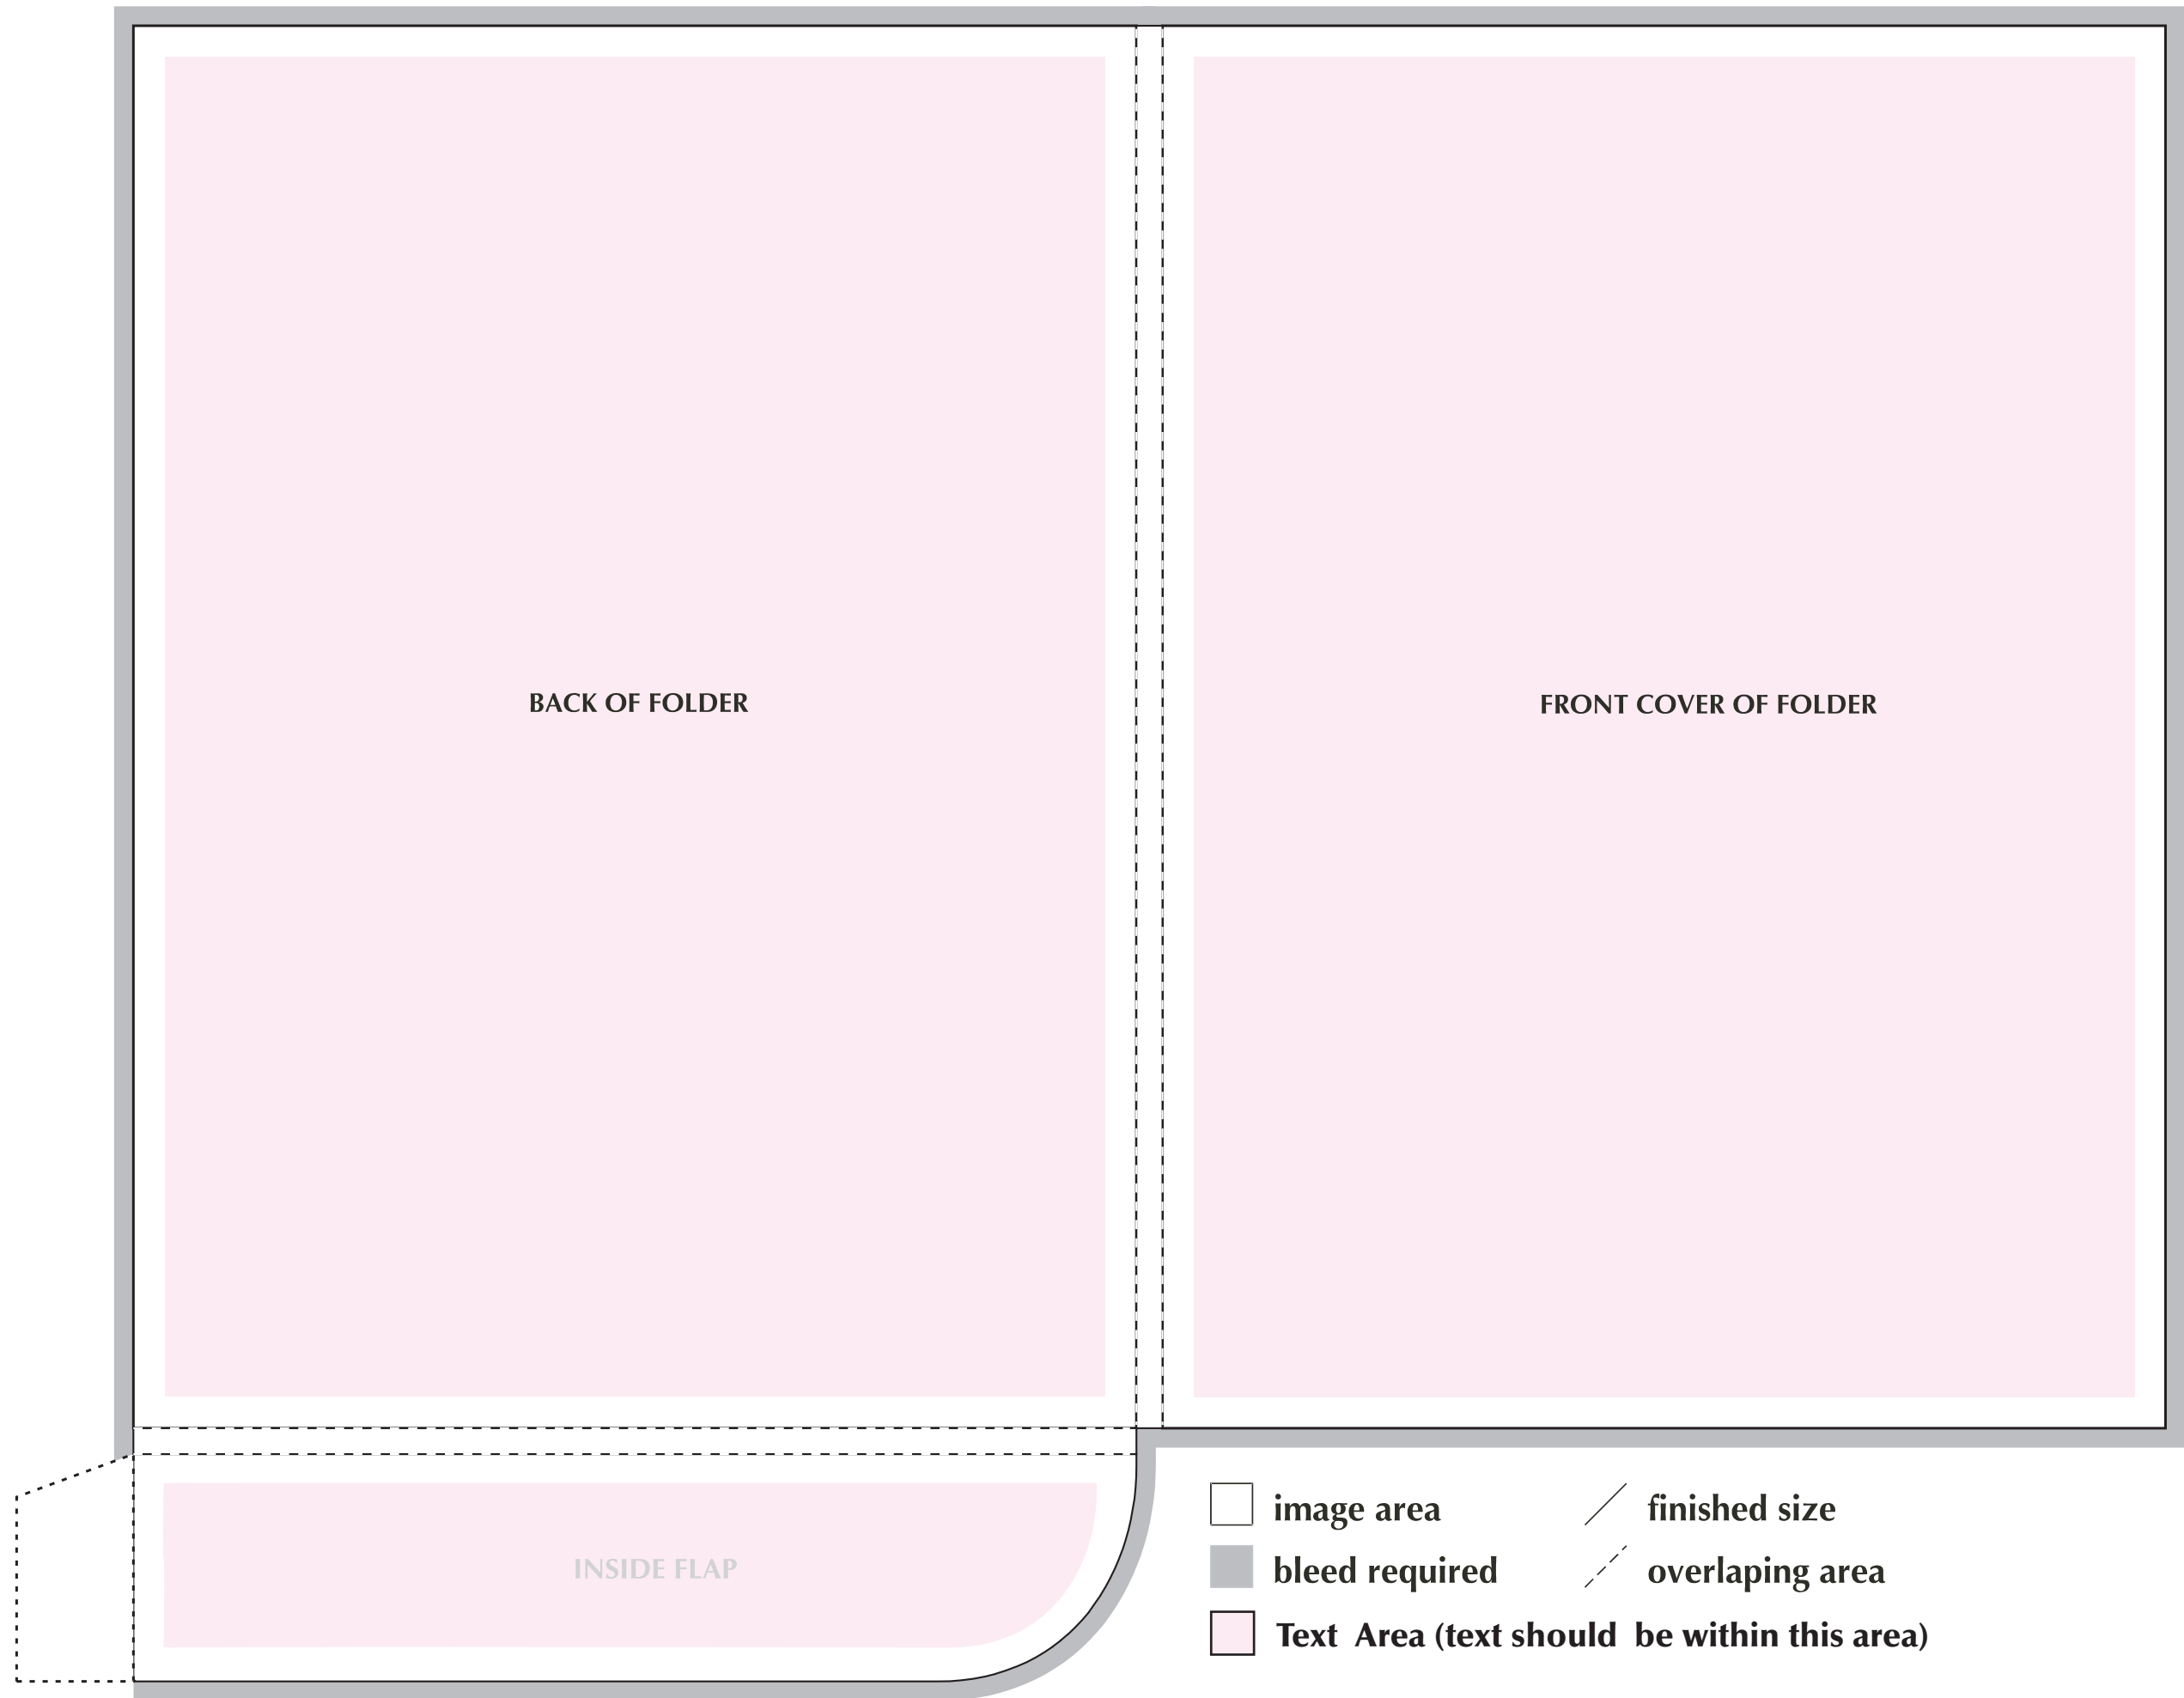 BACK OF FOLDER
FRONT COVER OF FOLDER
INSIDE FLAP
image area
finished size
bleed required
overlaping area
Text Area (text should be within this area)